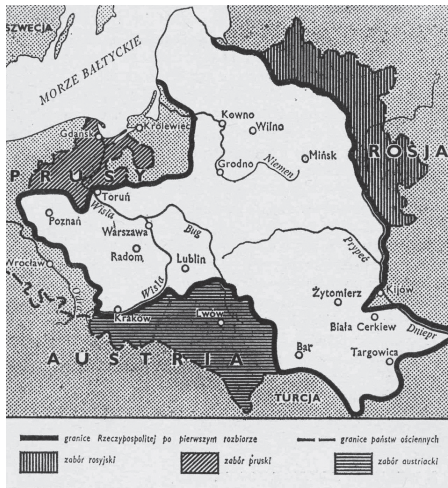 SZWECJA
MORZE BAŁTYCKIE
Gdańsk
Królewiec
Kowno
Wilno
Grodno
Niemen
Mińsk
ROSJA
PRUSY
Toruń
Poznań
Wisła
Bug
Warszawa
Radom
Lublin
Prypeć
Wrocław
Odra
Wisła
Kraków
Lwów
Żytomierz
Kijów
Biała Cerkiew
Dniepr
AUSTRIA
Bar
Targowica
TURCJA
granice Rzeczypospolitej po pierwszym rozbiorze
granice państw ościennych
zabór rosyjski
zabór pruski
zabór austriacki